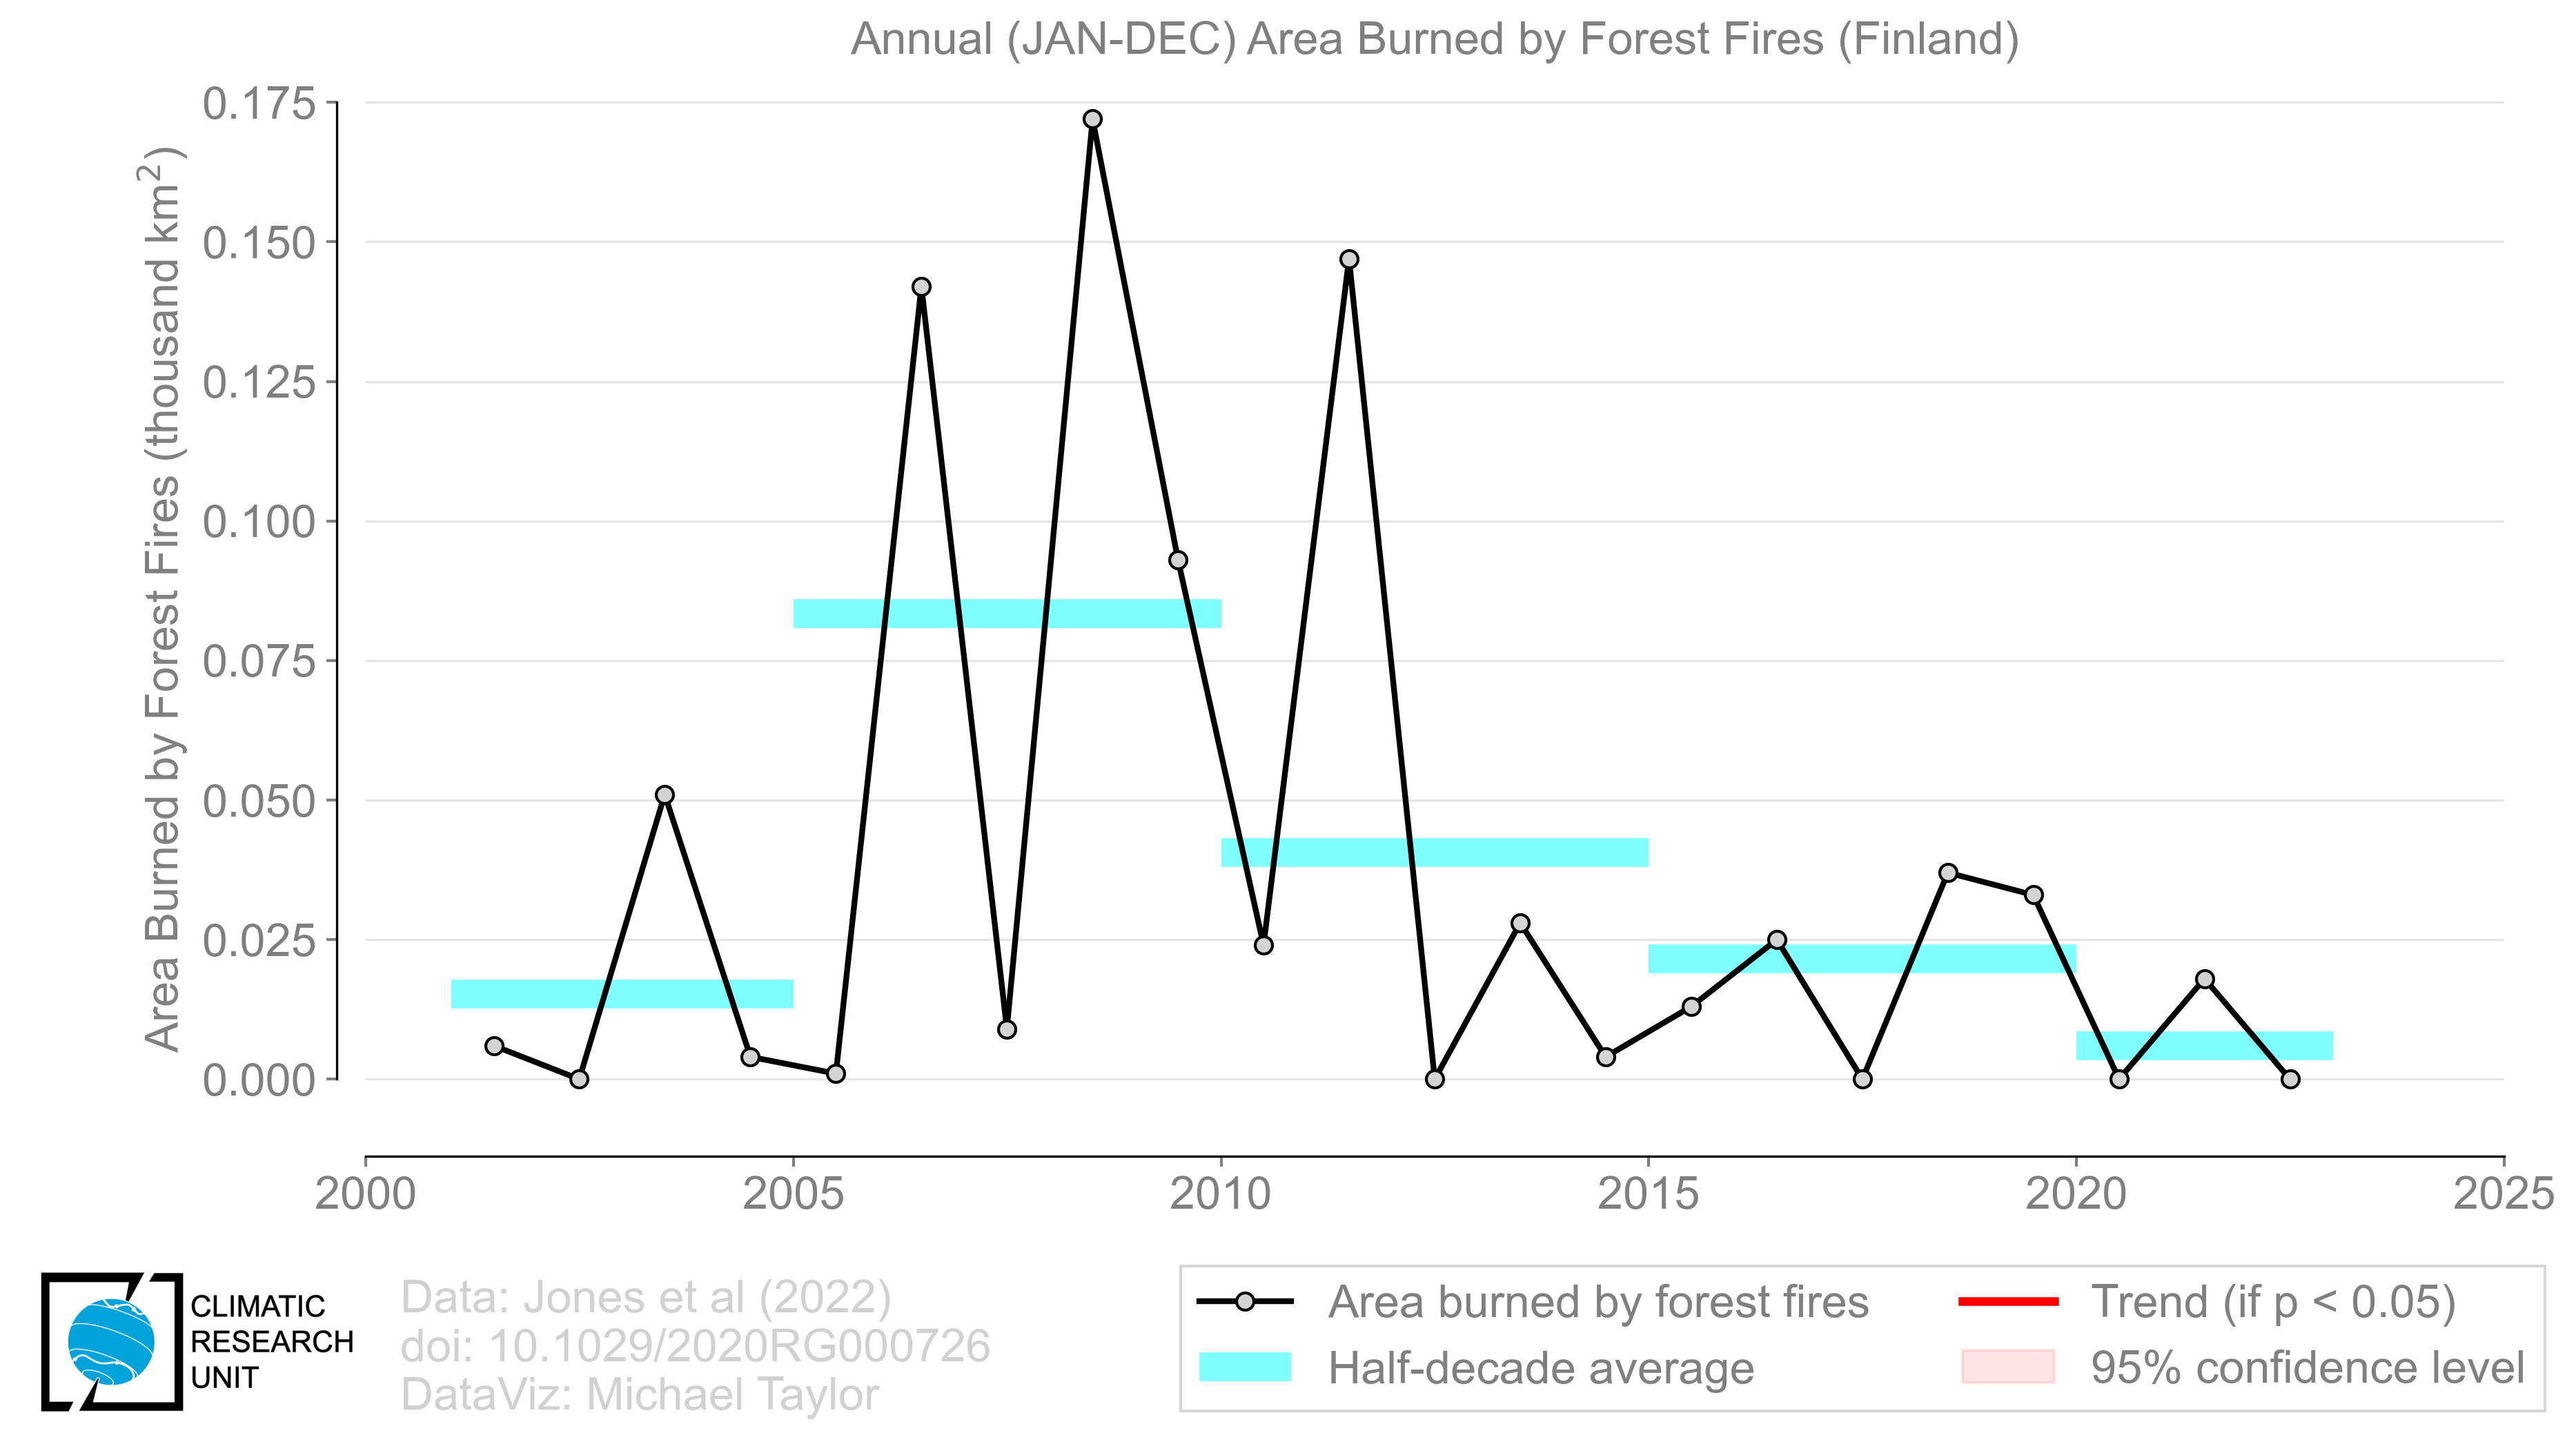 Annual (JAN-DEC) Area Burned by Forest Fires (Finland)
Area Burned by Forest Fires (thousand km²)
0.175
0.150
0.125
0.100
0.075
0.050
0.025
0.000
2000 2005 2010 2015 2020 2025
CLIMATIC
RESEARCH
UNIT
Data: Jones et al (2022)
doi: 10.1029/2020RG000726
DataViz: Michael Taylor
Area burned by forest fires
Half-decade average
Trend (if p < 0.05)
95% confidence level